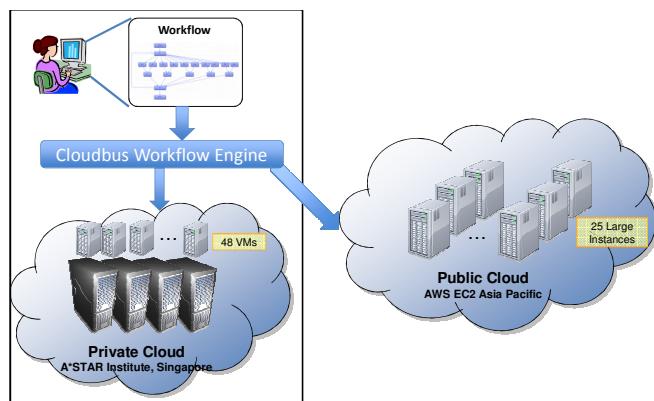 Workflow
Cloudbus Workflow Engine
...
48 VMs
Private Cloud
A*STAR Institute, Singapore
...
25 Large
Instances
Public Cloud
AWS EC2 Asia Pacific